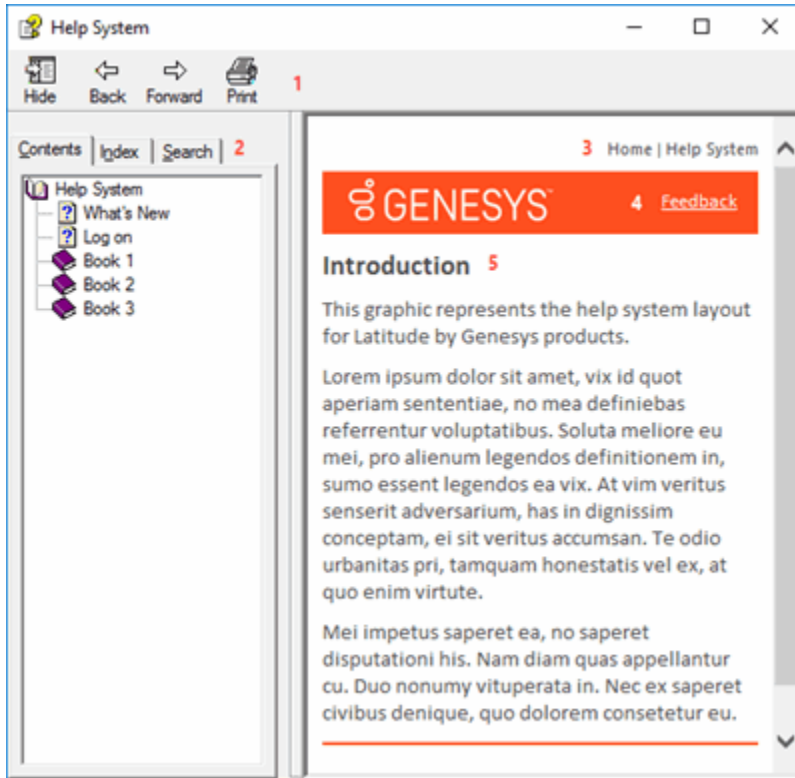 Help System
Hide Back Forward Print 1
Contents Index Search 2
Help System
What's New
Log on
Book 1
Book 2
Book 3
3 Home | Help System
GENESYS™ 4 Feedback
Introduction 5
This graphic represents the help system layout
for Latitude by Genesys products.
Lorem ipsum dolor sit amet, vix id quot
aperiam sententiae, no mea definiebas
referrentur voluptatibus. Soluta meliore eu
mei, pro alienum legendos definitionem in,
sumo essent legendos ea vix. At vim veritus
senserit adversarium, has in dignissim
conceptam, ei sit veritus accumsan. Te odio
urbanitas pri, tamquam honestatis vel ex, at
quo enim virtute.
Mei impetus saperet ea, no saperet
disputationi his. Nam diam quas appellantur
cu. Duo nonumy vituperata in. Nec ex saperet
civibus denique, quo dolorem consetetur eu.